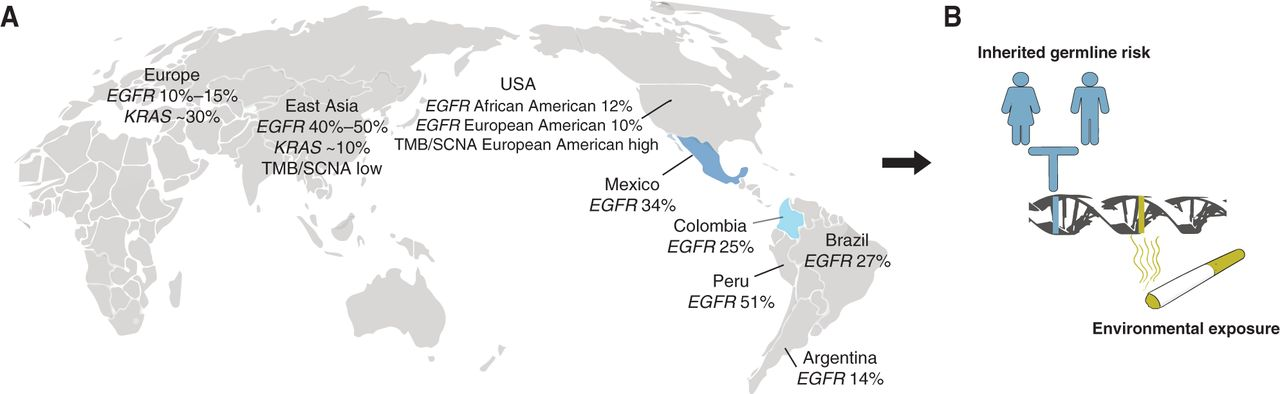 A
Europe
EGFR 10%–15%
KRAS ~30%
East Asia
EGFR 40%–50%
KRAS ~10%
TMB/SCNA low
USA
EGFR African American 12%
EGFR European American 10%
TMB/SCNA European American high
Mexico
EGFR 34%
Colombia
EGFR 25%
Brazil
EGFR 27%
Peru
EGFR 51%
Argentina
EGFR 14%
B
Inherited germline risk
Environmental exposure